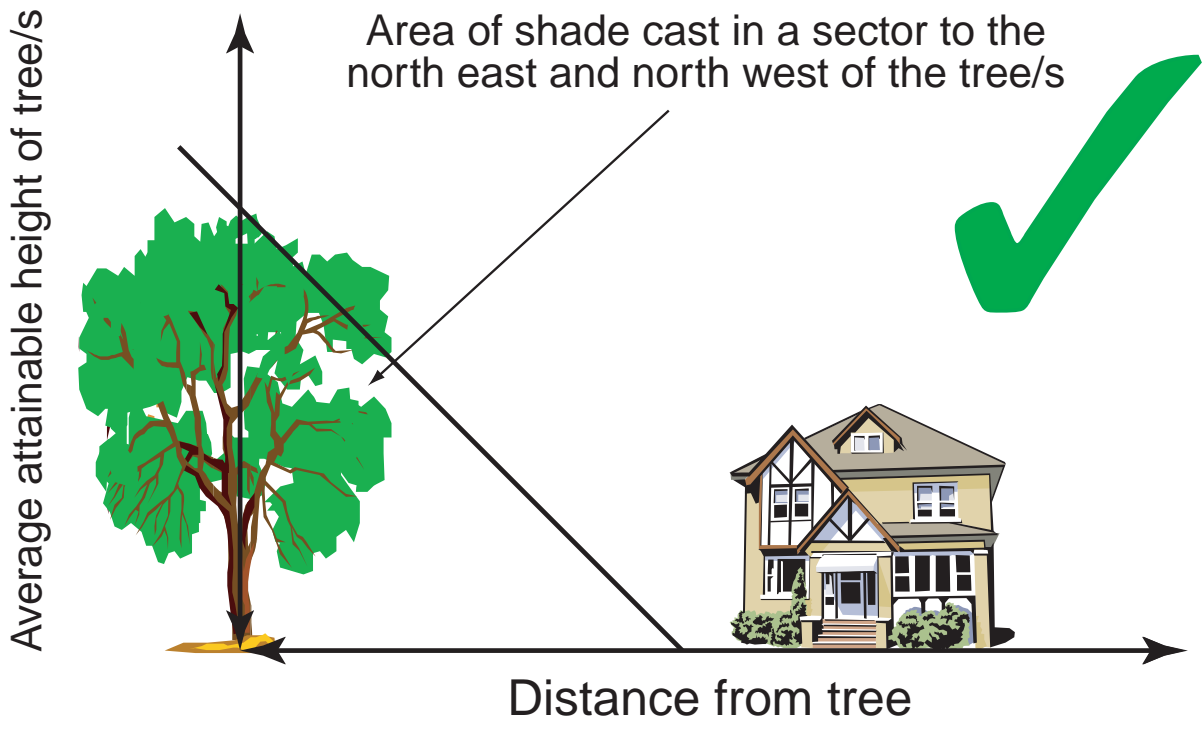 Average attainable height of tree/s
Area of shade cast in a sector to the
north east and north west of the tree/s
Distance from tree